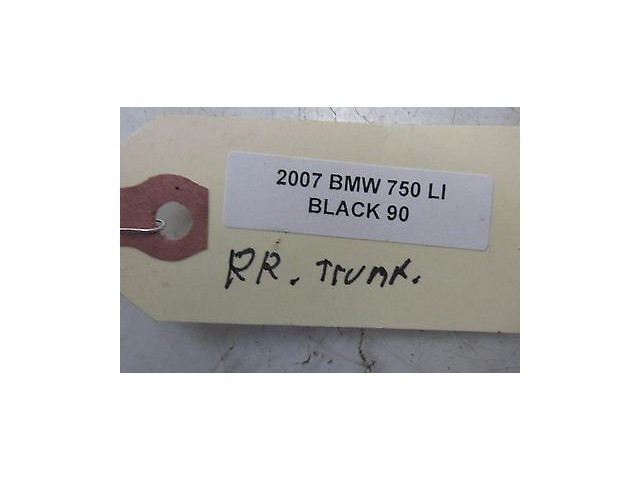 2007 BMW 750 LI
BLACK 90
RR. Trunk.